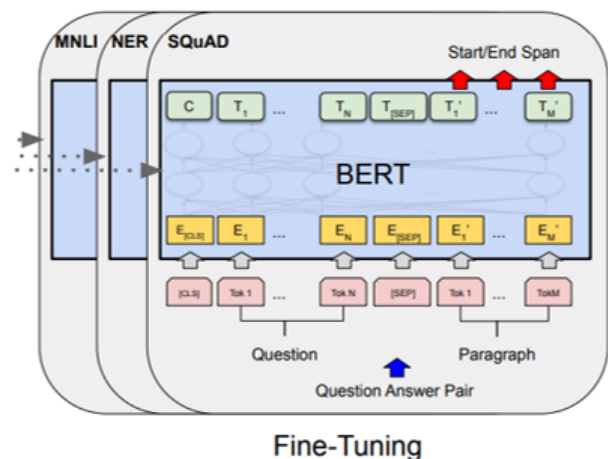 MNLI NER SQuAD
Start/End Span
C T1 ... TN T[SEP] T1' ... TM'
BERT
E[CLS] E1 ... EN E[SEP] E1' ... EM'
[CLS] Tok 1 ... Tok N [SEP] Tok 1 ... TokM
Question Paragraph
Question Answer Pair
Fine-Tuning